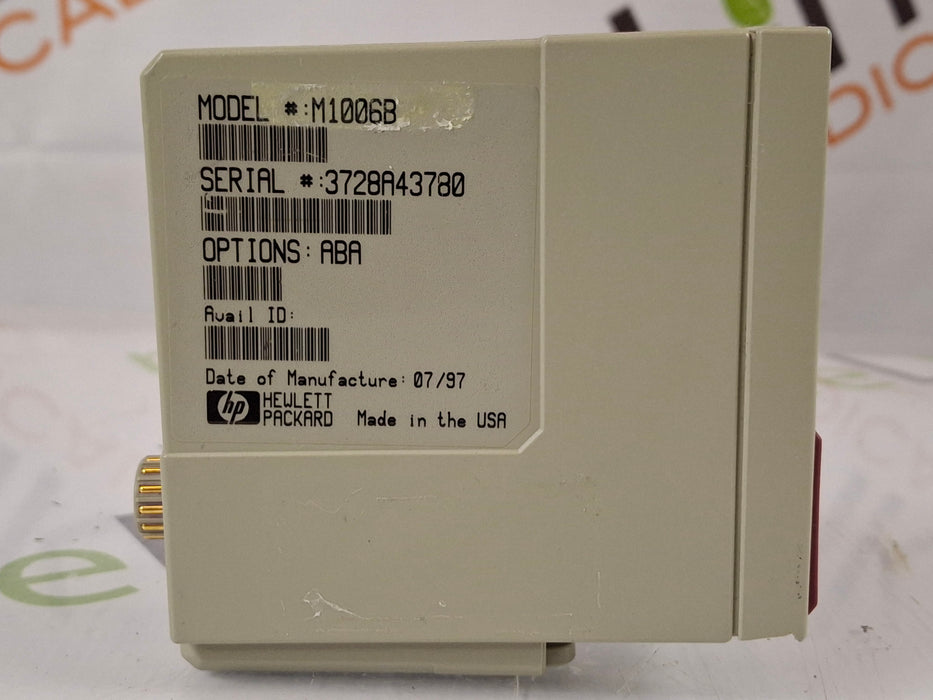 MODEL #:M1006B
SERIAL #:3728A43780
OPTIONS: ABA
Avail ID:
Date of Manufacture: 07/97
hp HEWLETT
PACKARD Made in the USA